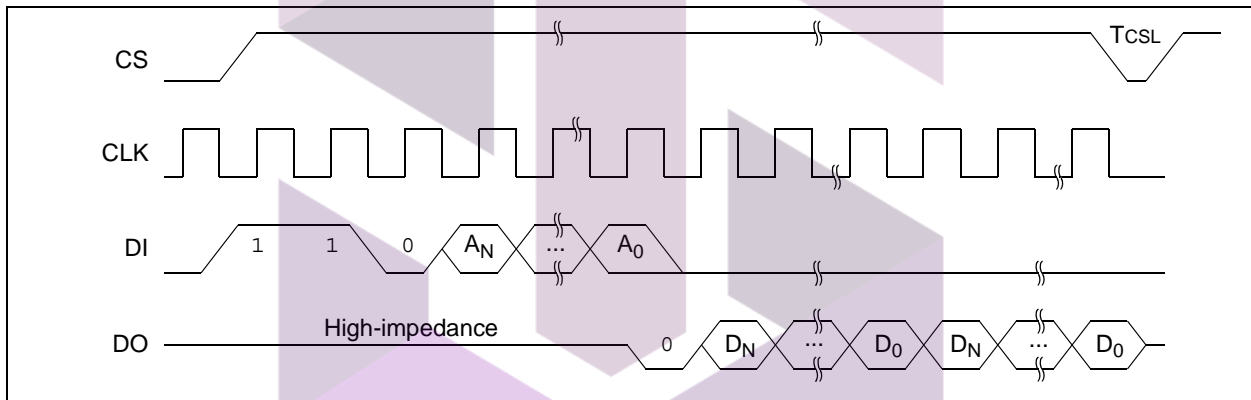 CS
TCSL
CLK
DI
1 1 0 AN ... A0
DO
High-impedance
0 DN ... D0 DN ... D0